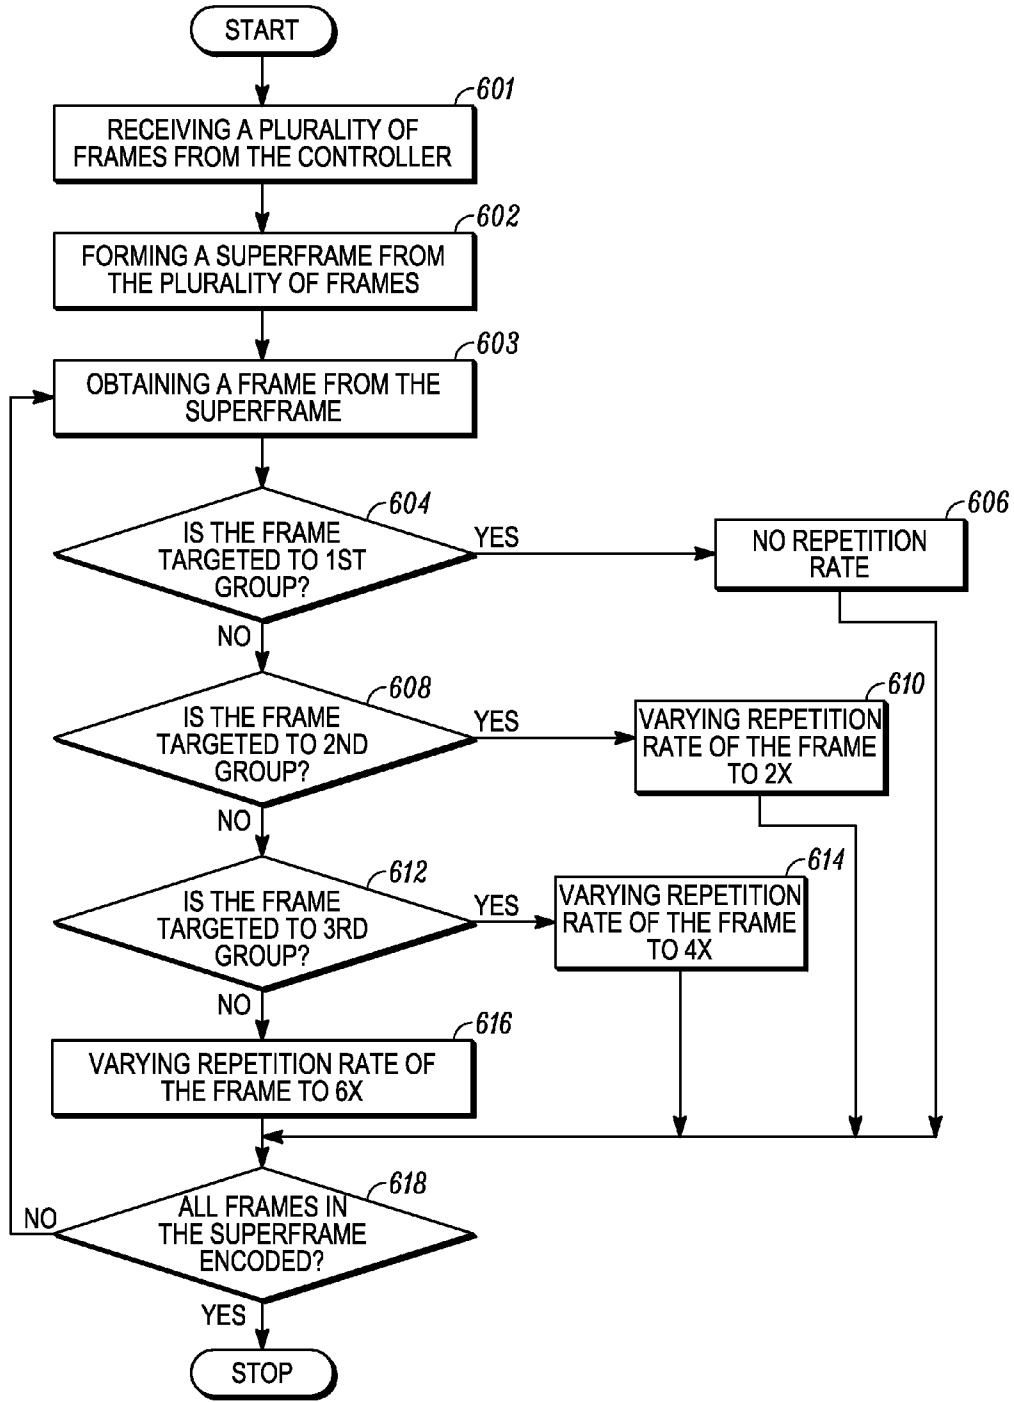 START
601
RECEIVING A PLURALITY OF
FRAMES FROM THE CONTROLLER
602
FORMING A SUPERFRAME FROM
THE PLURALITY OF FRAMES
603
OBTAINING A FRAME FROM THE
SUPERFRAME
604
IS THE FRAME
TARGETED TO 1ST
GROUP?
YES
606
NO REPETITION
RATE
NO
608
IS THE FRAME
TARGETED TO 2ND
GROUP?
YES
610
VARYING REPETITION
RATE OF THE FRAME
TO 2X
NO
612
IS THE FRAME
TARGETED TO 3RD
GROUP?
YES
614
VARYING REPETITION
RATE OF THE FRAME
TO 4X
NO
616
VARYING REPETITION RATE OF
THE FRAME TO 6X
618
ALL FRAMES IN
THE SUPERFRAME
ENCODED?
NO
YES
STOP